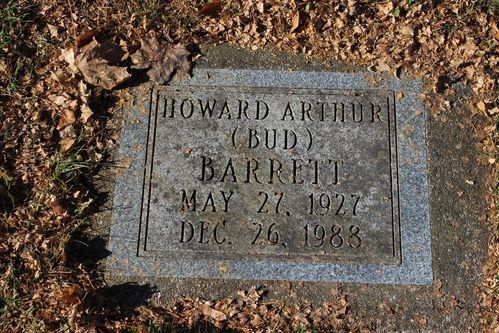 HOWARD ARTHUR
(BUD)
BARRETT
MAY 27, 1927
DEC. 26, 1988